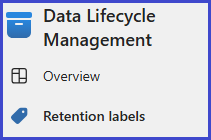 Data Lifecycle
Management
Overview
Retention labels